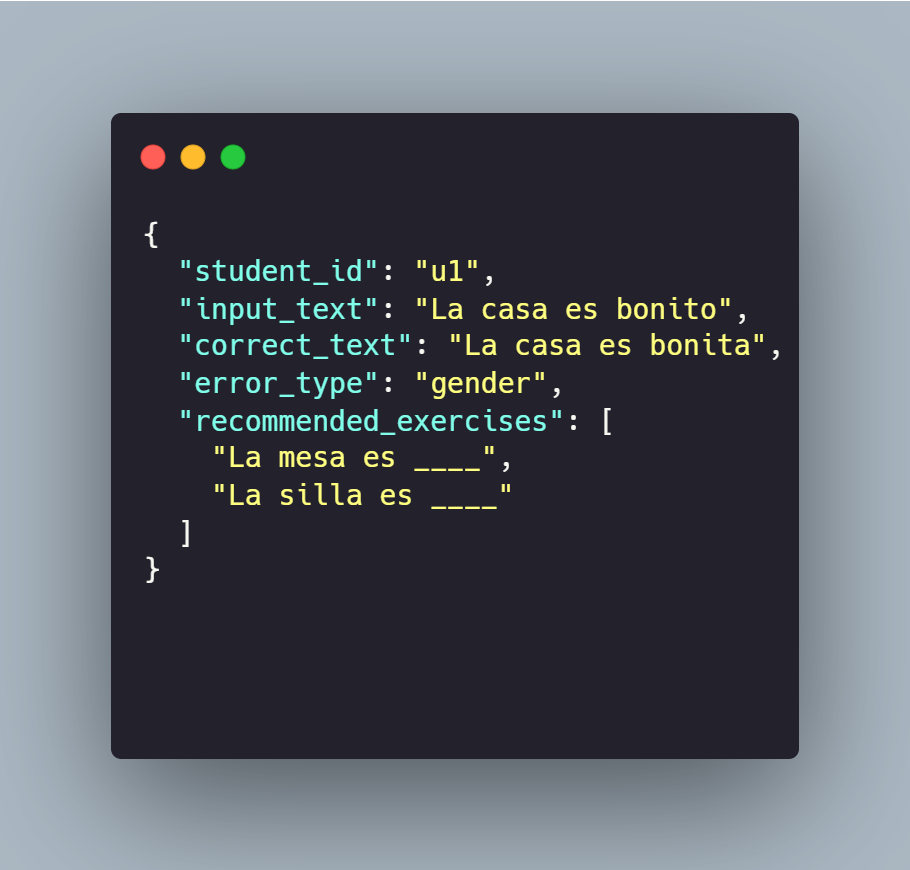 {
  "student_id": "u1",
  "input_text": "La casa es bonito",
  "correct_text": "La casa es bonita",
  "error_type": "gender",
  "recommended_exercises": [
    "La mesa es ____",
    "La silla es ____"
  ]
}